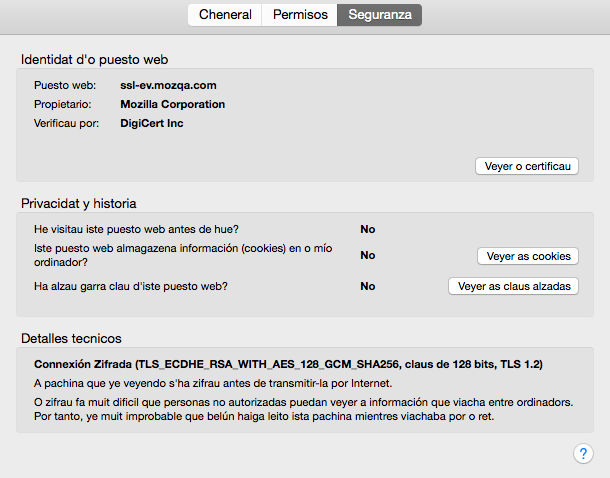 Cheneral Permisos Seguranza
Identidat d'o puesto web
Puesto web: ssl-ev.mozqa.com
Propietario: Mozilla Corporation
Verificau por: DigiCert Inc
Veyer o certificau
Privacidat y historia
He visitau iste puesto web antes de hue? No
Iste puesto web almagazena información (cookies) en o mío
ordinador? No Veyer as cookies
Ha alzau garra clau d'iste puesto web? No Veyer as claus alzadas
Detalles tecnicos
Connexión Zifrada (TLS_ECDHE_RSA_WITH_AES_128_GCM_SHA256, claus de 128 bits, TLS 1.2)
A pachina que ye veyendo s'ha zifrau antes de transmitir-la por Internet.
O zifrau fa muit dificil que personas no autorizadas puedan veyer a información que viacha entre ordinadors.
Por tanto, ye muit improbable que belún haiga leito ista pachina mientres viachaba por o ret.
?